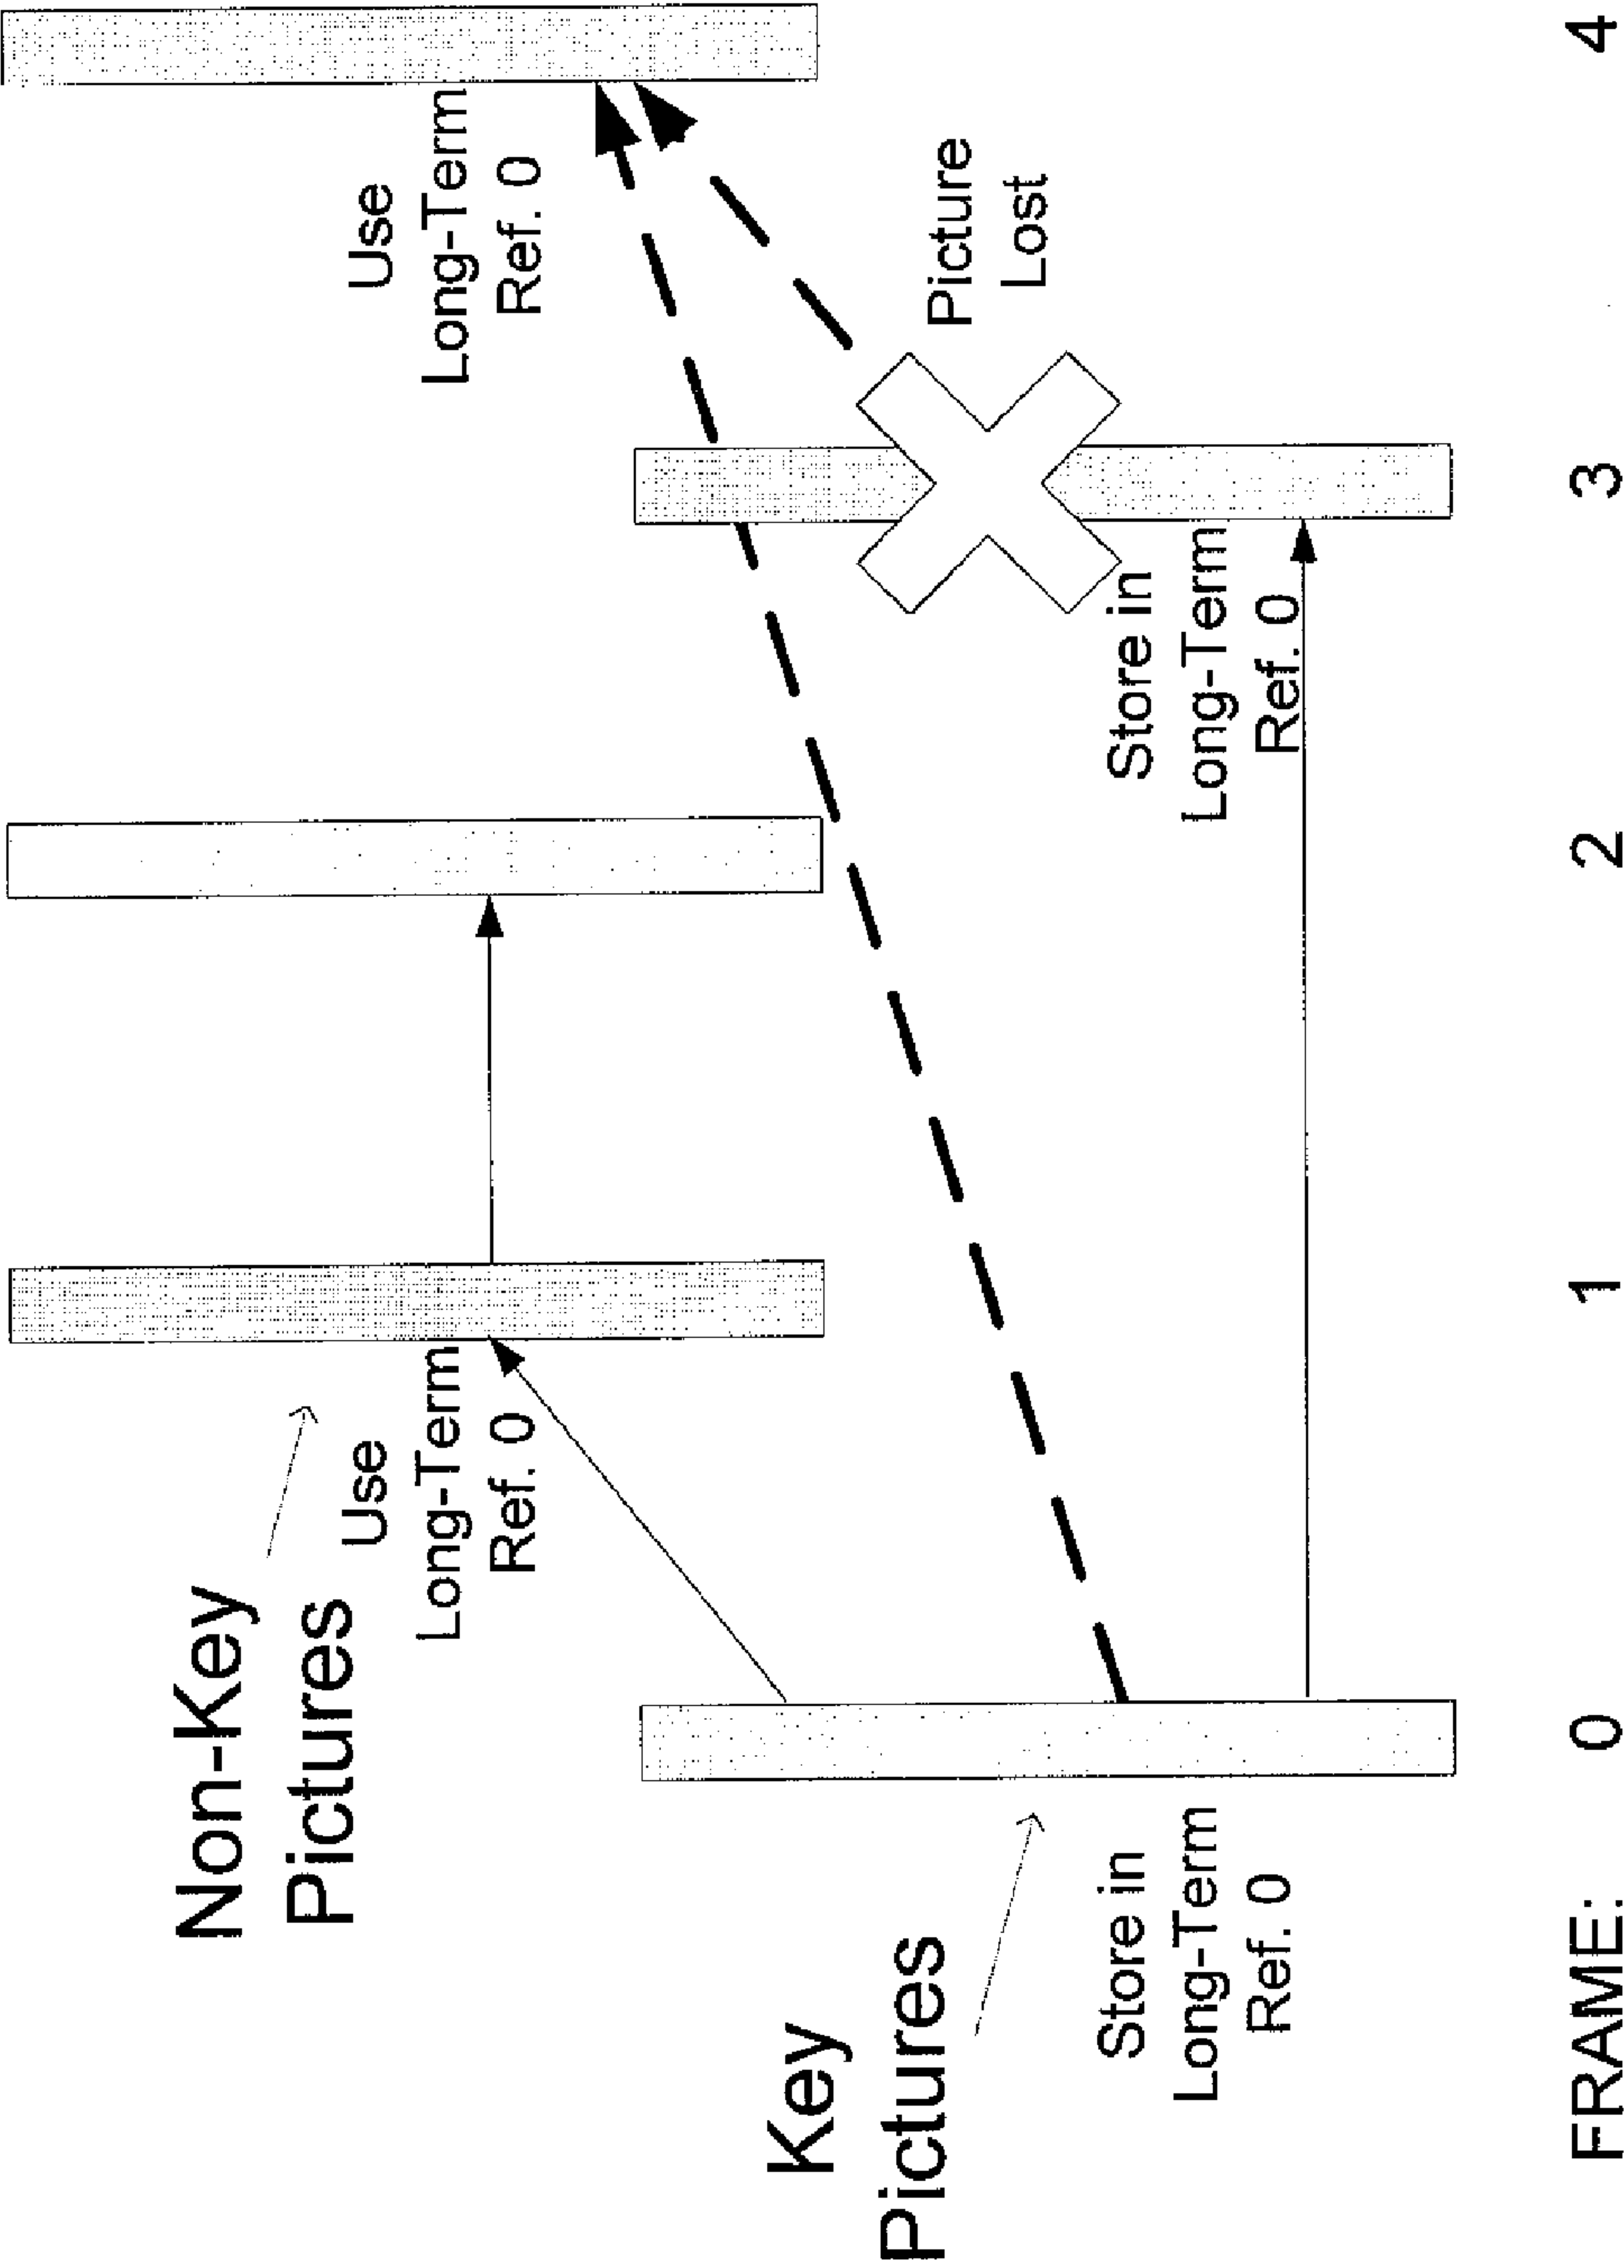 Non-Key
Pictures
Use
Long-Term
Ref. 0
Use
Long-Term
Ref. 0
Key
Pictures
Picture
Lost
Store in
Long-Term
Ref. 0
Store in
Long-Term
Ref. 0
FRAME: 0 1 2 3 4